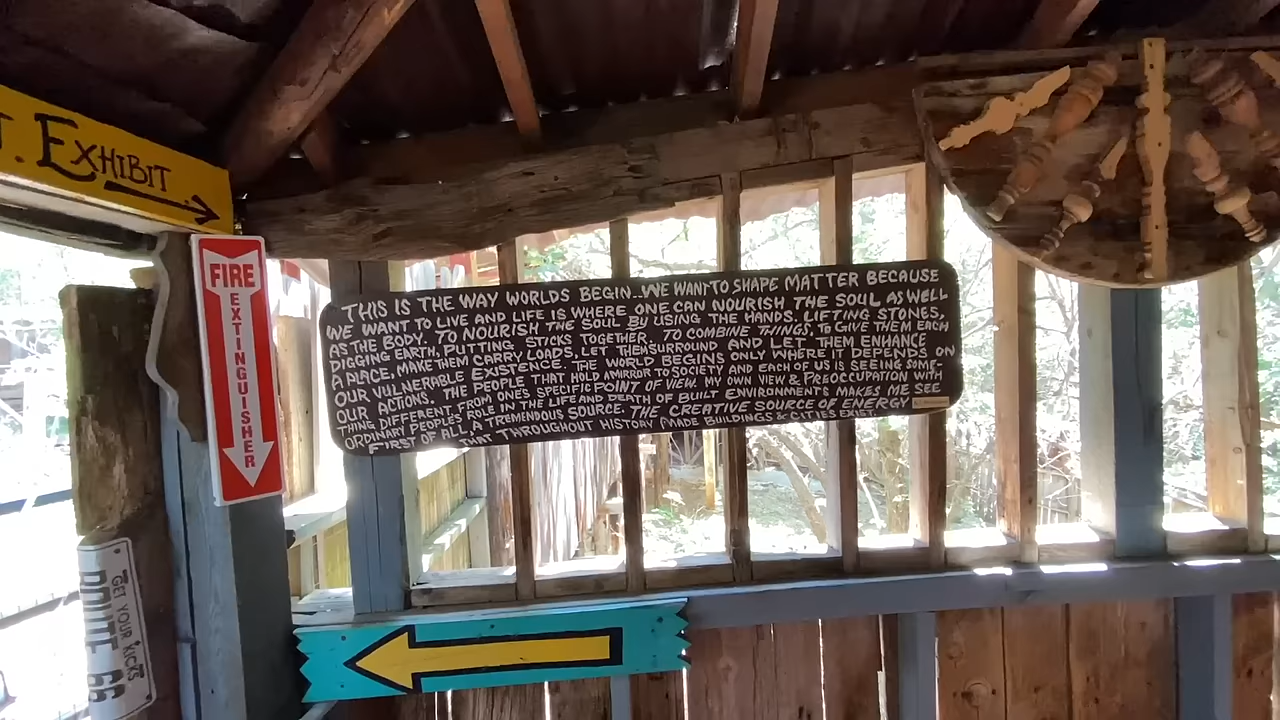 . EXHIBIT
FIRE
EXTINGUISHER
THIS IS THE WAY WORLDS BEGIN..WE WANT TO SHAPE MATTER BECAUSE
WE WANT TO LIVE AND LIFE IS WHERE ONE CAN NOURISH THE SOUL AS WELL
AS THE BODY. TO NOURISH THE SOUL BY USING THE HANDS. LIFTING STONES,
DIGGING EARTH, PUTTING STICKS TOGETHER. TO COMBINE THINGS, TO GIVE THEM EACH
A PLACE, MAKE THEM CARRY LOADS, LET THEM SURROUND AND LET THEM ENHANCE
OUR VULNERABLE EXISTENCE. THE WORLD BEGINS ONLY WHERE IT DEPENDS ON
OUR ACTIONS. THE PEOPLE THAT HOLD A MIRROR TO SOCIETY AND EACH OF US IS SEEING SOME-
THING DIFFERENT, FROM ONES SPECIFIC POINT OF VIEW. MY OWN VIEW & PREOCCUPATION WITH
ORDINARY PEOPLES ROLE IN THE LIFE AND DEATH OF BUILT ENVIRONMENTS MAKES ME SEE
FIRST OF ALL, A TREMENDOUS SOURCE. THE CREATIVE SOURCE OF ENERGY
THAT THROUGHOUT HISTORY MADE BUILDINGS & CITIES EXIST.
GET YOUR KICKS
ROUTE 66